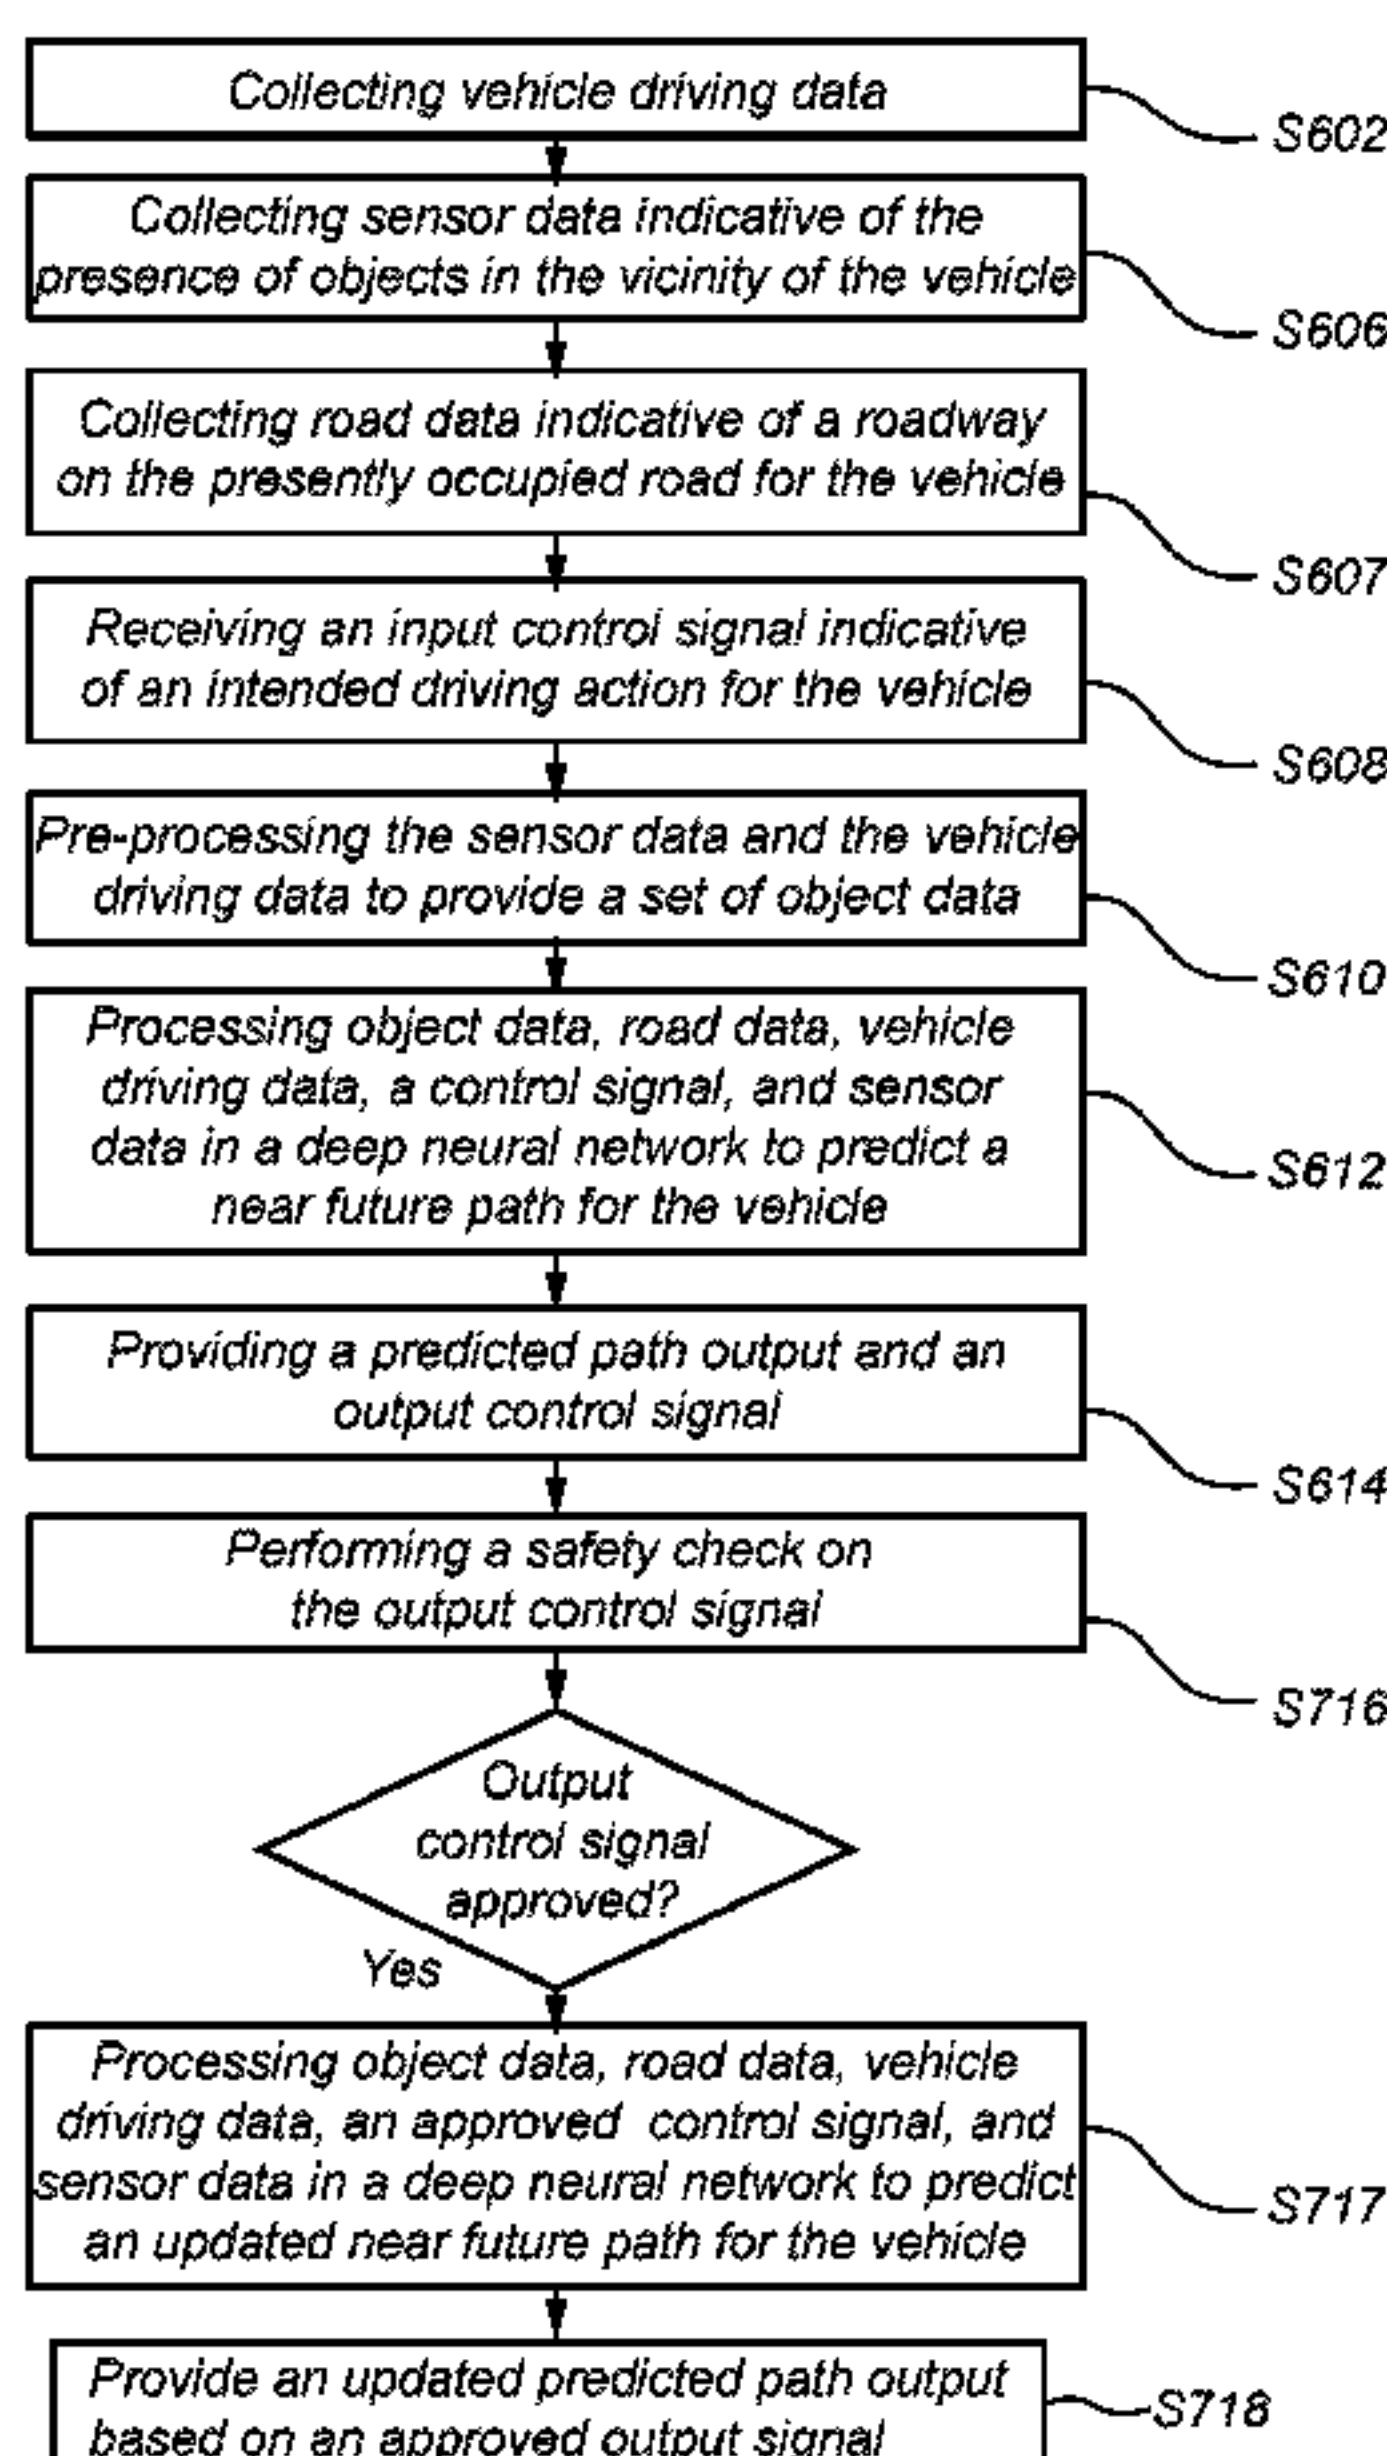 Collecting vehicle driving data
S602
Collecting sensor data indicative of the
presence of objects in the vicinity of the vehicle
S606
Collecting road data indicative of a roadway
on the presently occupied road for the vehicle
S607
Receiving an input control signal indicative
of an intended driving action for the vehicle
S608
Pre-processing the sensor data and the vehicle
driving data to provide a set of object data
S610
Processing object data, road data, vehicle
driving data, a control signal, and sensor
data in a deep neural network to predict a
near future path for the vehicle
S612
Providing a predicted path output and an
output control signal
S614
Performing a safety check on
the output control signal
S716
Output
control signal
approved?
Yes
Processing object data, road data, vehicle
driving data, an approved control signal, and
sensor data in a deep neural network to predict
an updated near future path for the vehicle
S717
Provide an updated predicted path output
based on an approved output signal
S718